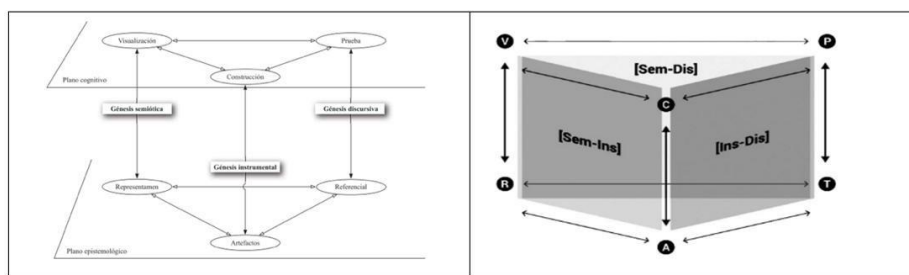 Visualización
Prueba
Construcción
Plano cognitivo
Génesis semiótica
Génesis discursiva
Génesis instrumental
Representamen
Referencial
Artefactos
Plano epistemológico
V
P
[Sem-Dis]
C
[Sem-Ins]
[Ins-Dis]
R
T
A